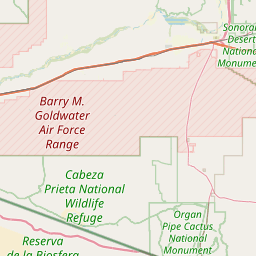 Sonoran
Desert
National
Monument
Barry M.
Goldwater
Air Force
Range
Cabeza
Prieta National
Wildlife
Refuge
Organ
Pipe Cactus
National
Monument
Reserva
de la Biosfera